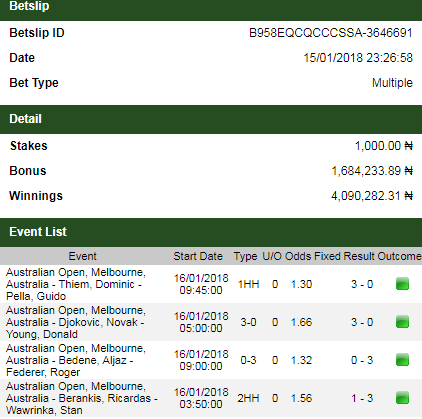 Betslip
Betslip ID B958EQCQCCCSSA-3646691
Date 15/01/2018 23:26:58
Bet Type Multiple
Detail
Stakes 1,000.00 ₦
Bonus 1,684,233.89 ₦
Winnings 4,090,282.31 ₦
Event List
Event Start Date Type U/O Odds Fixed Result Outcome
Australian Open, Melbourne,
Australia - Thiem, Dominic -
Pella, Guido
16/01/2018
09:45:00
1HH 0 1.30 3 - 0
Australian Open, Melbourne,
Australia - Djokovic, Novak -
Young, Donald
16/01/2018
05:00:00
3-0 0 1.66 3 - 0
Australian Open, Melbourne,
Australia - Bedene, Aljaz -
Federer, Roger
16/01/2018
09:00:00
0-3 0 1.32 0 - 3
Australian Open, Melbourne,
Australia - Berankis, Ricardas -
Wawrinka, Stan
16/01/2018
03:50:00
2HH 0 1.56 1 - 3